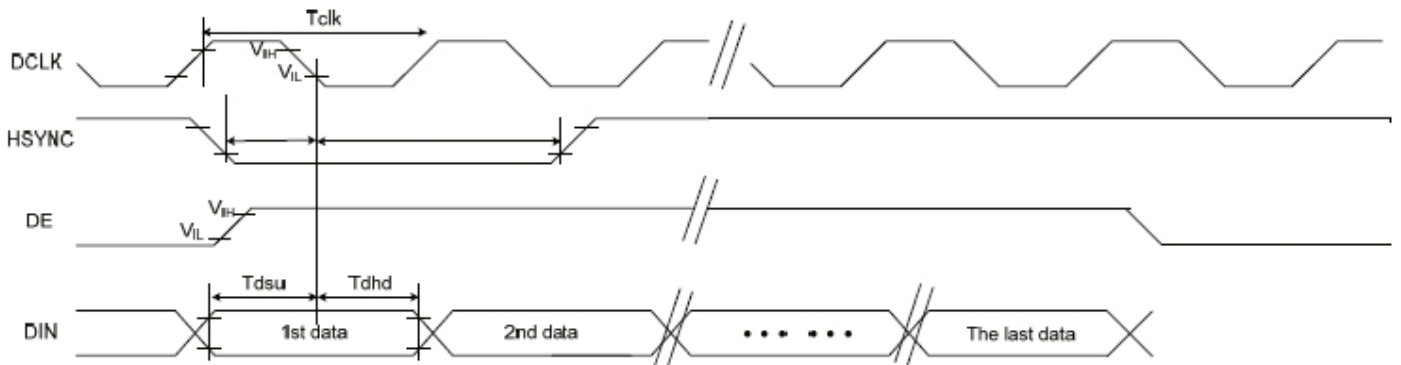 Tclk
DCLK
VIH
VIL
HSYNC
DE
VIH
VIL
Tdsu
Tdhd
DIN
1st data
2nd data
The last data